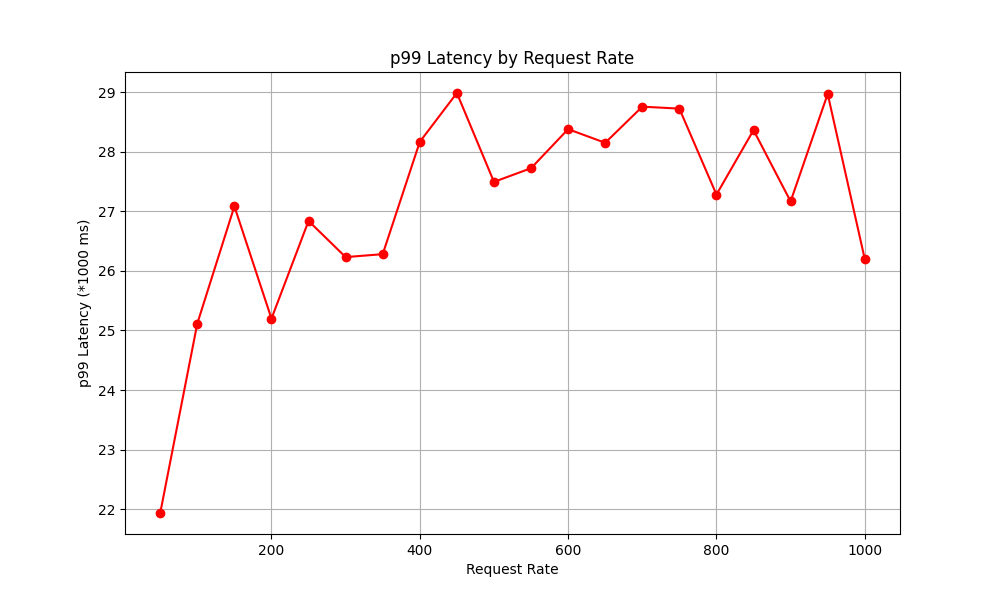 p99 Latency by Request Rate
p99 Latency (*1000 ms)
29
28
27
26
25
24
23
22
200 400 600 800 1000
Request Rate